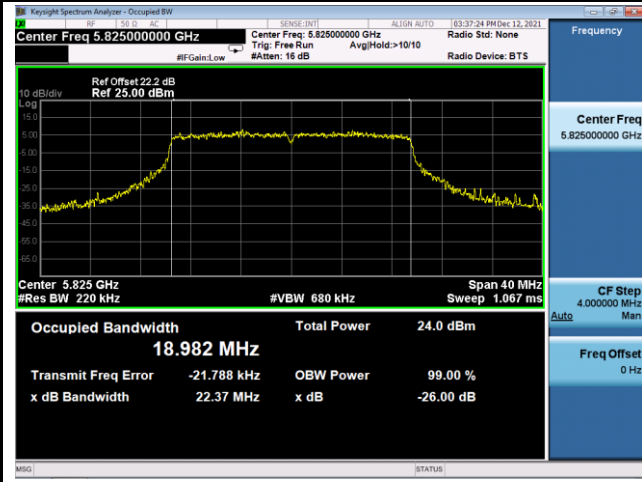 Keysight Spectrum Analyzer - Occupied BW
RF 50 Ω AC SENSE:INT ALIGN AUTO 03:37:24 PM Dec 12, 2021
Center Freq 5.825000000 GHz
Center Freq: 5.825000000 GHz Radio Std: None
Trig: Free Run Avg|Hold:>10/10
#IFGain:Low #Atten: 16 dB Radio Device: BTS
Ref Offset 22.2 dB
10 dB/div Ref 25.00 dBm
Log
15.0
5.00
-5.00
-15.0
-25.0
-35.0
-45.0
-55.0
-65.0
Center 5.825 GHz Span 40 MHz
#Res BW 220 kHz #VBW 680 kHz Sweep 1.067 ms
Occupied Bandwidth Total Power 24.0 dBm
18.982 MHz
Transmit Freq Error -21.788 kHz OBW Power 99.00 %
x dB Bandwidth 22.37 MHz x dB -26.00 dB
MSG STATUS
Frequency
Center Freq
5.825000000 GHz
CF Step
4.000000 MHz
Auto Man
Freq Offset
0 Hz